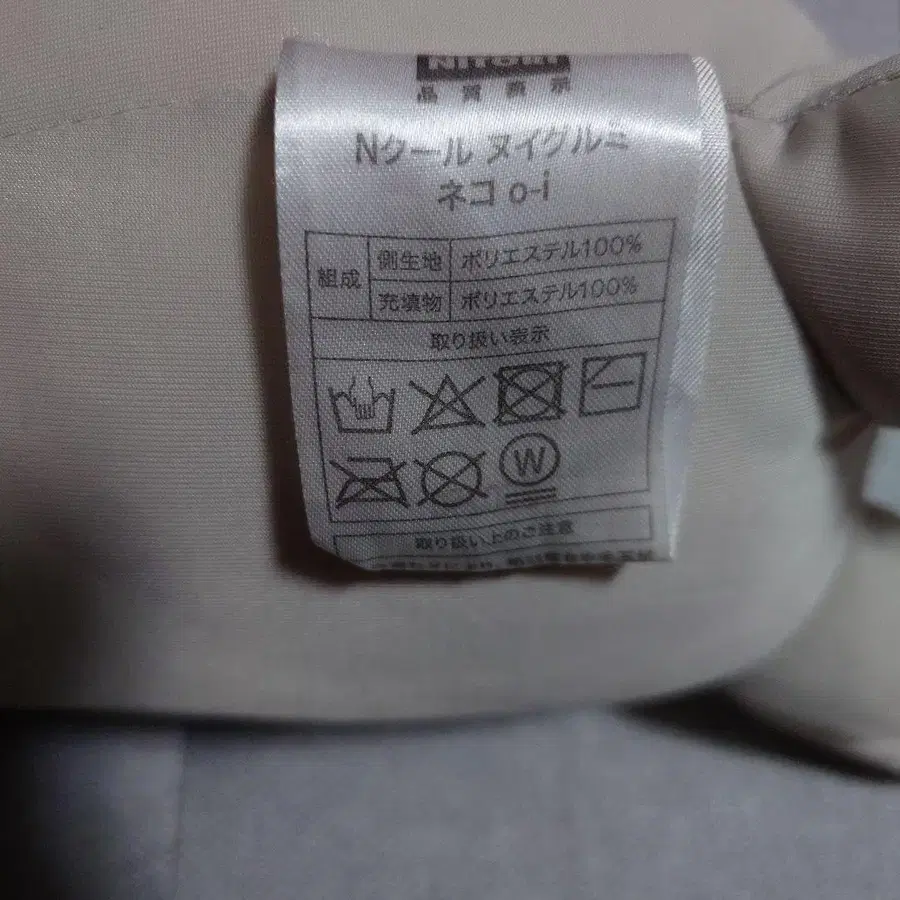 NITORI
品質表示
Nクール ヌイグルミ
ネコ o-i
組成 側生地 ポリエステル100%
充填物 ポリエステル100%
取り扱い表示
W
取り扱い上のご注意